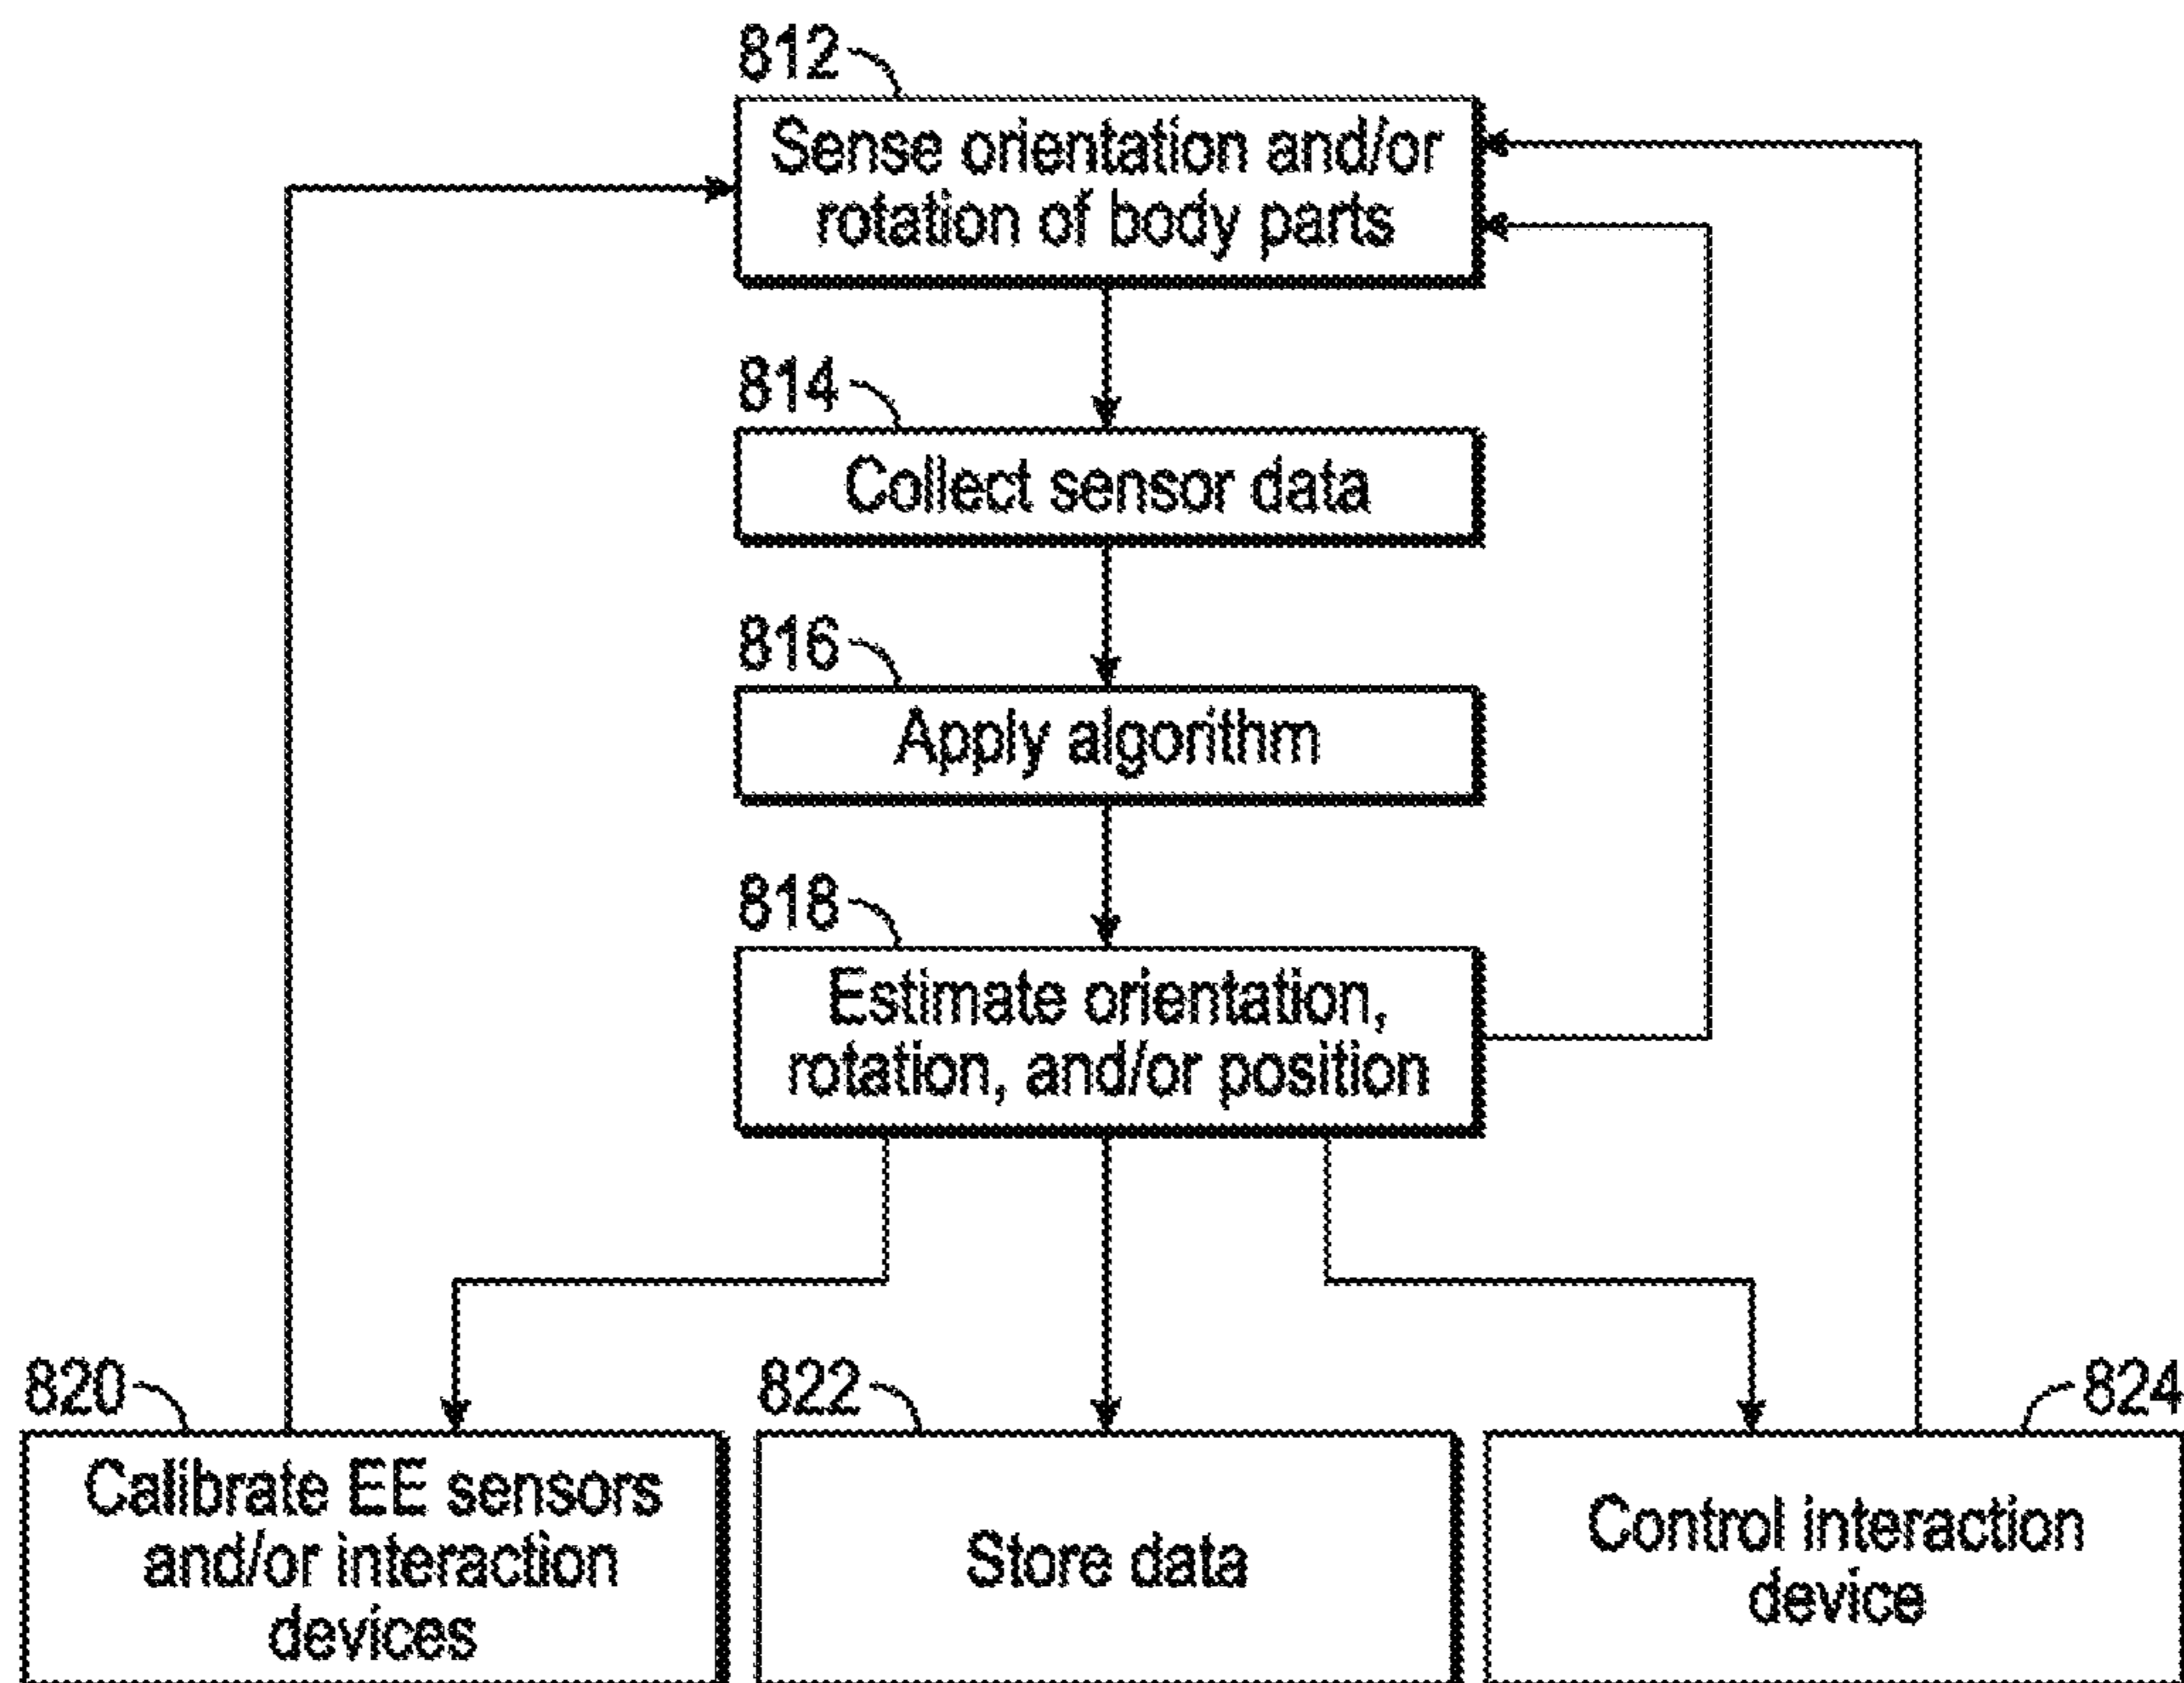 812
Sense orientation and/or
rotation of body parts
814
Collect sensor data
816
Apply algorithm
818
Estimate orientation,
rotation, and/or position
820
Calibrate EE sensors
and/or interaction
devices
822
Store data
824
Control interaction
device